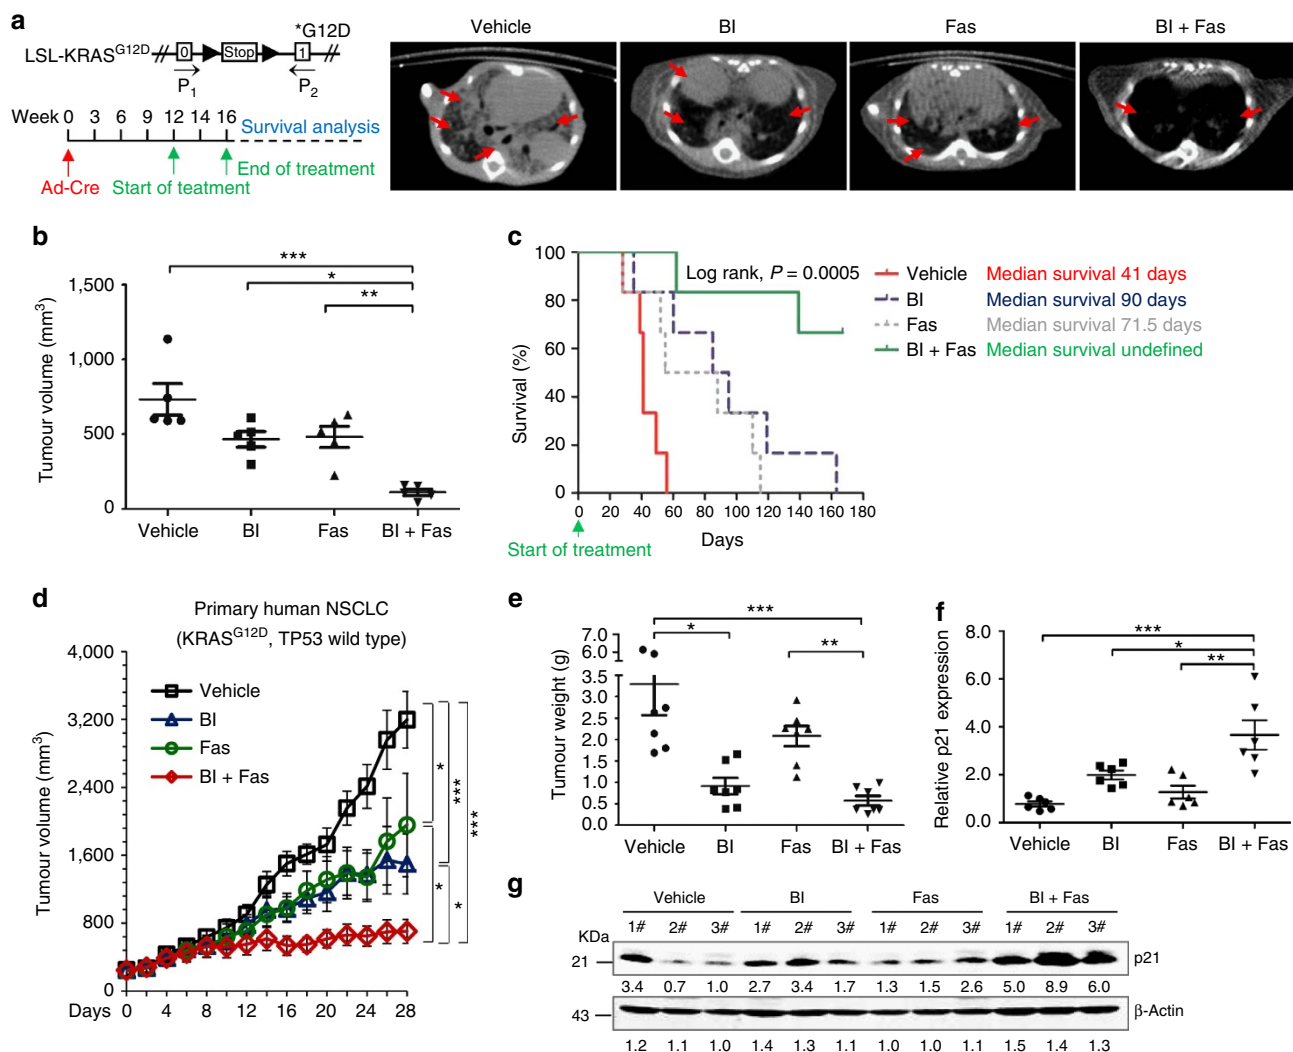 a
LSL-KRAS^G12D
0
Stop
*G12D
1
P1
P2
Week 0 3 6 9 12 14 16
Survival analysis
End of treatment
Ad-Cre
Start of teatment
Vehicle
BI
Fas
BI + Fas
b
***
*
**
Tumour volume (mm³)
1,500
1,000
500
0
Vehicle BI Fas BI + Fas
c
Log rank, P = 0.0005
Vehicle Median survival 41 days
BI Median survival 90 days
Fas Median survival 71.5 days
BI + Fas Median survival undefined
Survival (%)
100
80
60
40
20
0
0 20 40 60 80 100 120 140 160 180
Days
Start of treatment
d
Primary human NSCLC
(KRAS^G12D, TP53 wild type)
Tumour volume (mm³)
4,000
3,200
2,400
1,600
800
0
Vehicle
BI
Fas
BI + Fas
*
***
***
*
*
Days 0 4 8 12 16 20 24 28
e
***
*
**
Tumour weight (g)
7.0
6.0
3.5
3.5
2.5
2.0
1.0
0.5
0.0
Vehicle BI Fas BI + Fas
f
***
*
**
Relative p21 expression
8.0
6.0
4.0
2.0
0.0
Vehicle BI Fas BI + Fas
g
Vehicle BI Fas BI + Fas
1# 2# 3# 1# 2# 3# 1# 2# 3# 1# 2# 3#
KDa
21
p21
3.4 0.7 1.0 2.7 3.4 1.7 1.3 1.5 2.6 5.0 8.9 6.0
43
β-Actin
1.2 1.1 1.0 1.4 1.3 1.1 1.0 1.0 1.1 1.5 1.4 1.3